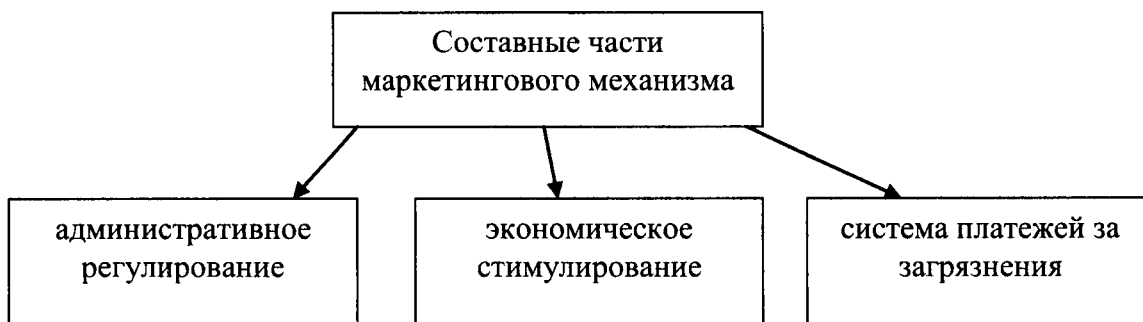 Составные части
маркетингового механизма
административное
регулирование
экономическое
стимулирование
система платежей за
загрязнения